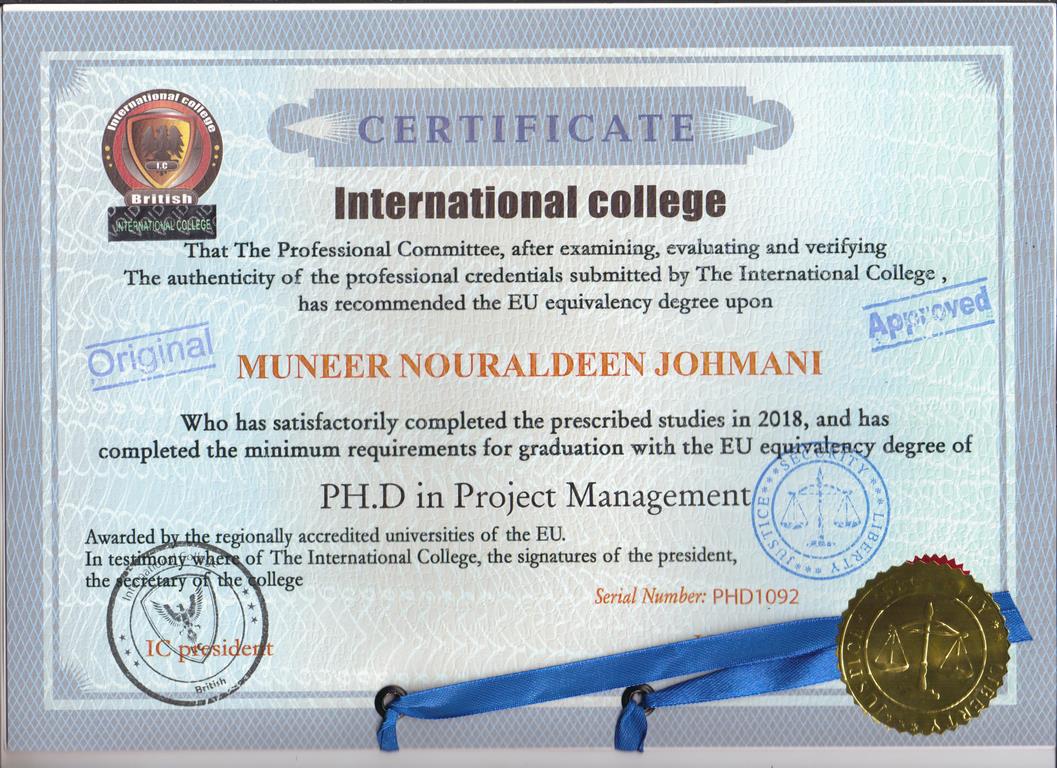 International college
I.C
British
INTERNATIONAL COLLEGE
CERTIFICATE
International college
That The Professional Committee, after examining, evaluating and verifying
The authenticity of the professional credentials submitted by The International College ,
has recommended the EU equivalency degree upon
Approved
Original
MUNEER NOURALDEEN JOHMANI
Who has satisfactorily completed the prescribed studies in 2018, and has
completed the minimum requirements for graduation with the EU equivalency degree of
PH.D in Project Management
SECURITY
JUSTICE
LIBERTY
Awarded by the regionally accredited universities of the EU.
In testimony where of The International College, the signatures of the president,
the secretary of the college
Serial Number: PHD1092
IC president
British
JUSTICE
LIBERTY